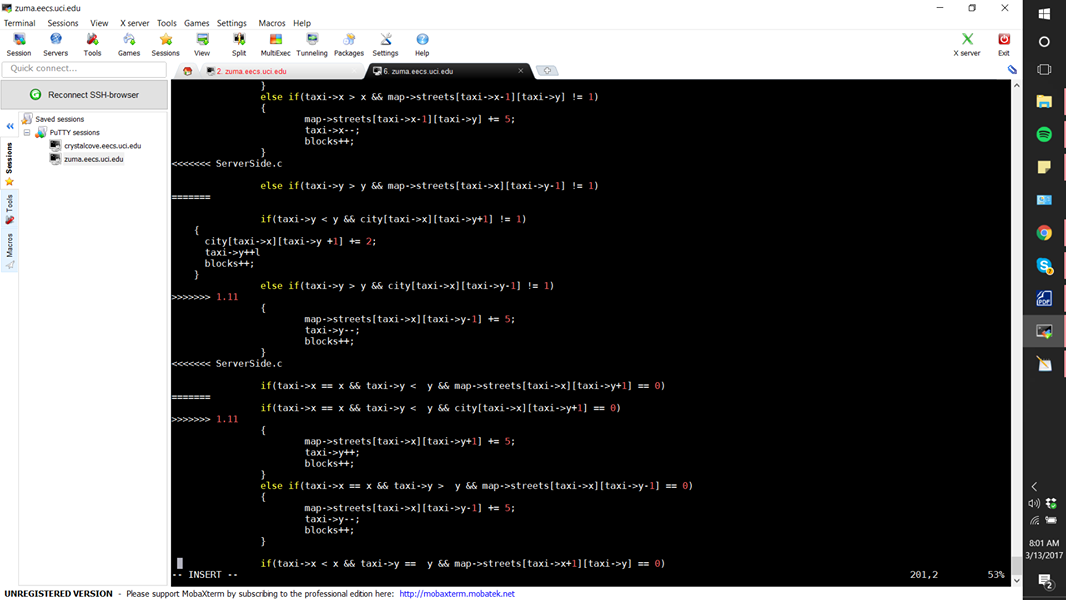 zuma.eecs.uci.edu
Terminal Sessions View X server Tools Games Settings Macros Help
Session Servers Tools Games Sessions View Split MultiExec Tunneling Packages Settings Help X server Exit
Quick connect...
2. zuma.eecs.uci.edu
6. zuma.eecs.uci.edu
Reconnect SSH-browser
Saved sessions
PuTTY sessions
crystalcove.eecs.uci.edu
zuma.eecs.uci.edu
Sessions
Tools
Macros
}
else if(taxi->x > x && map->streets[taxi->x-1][taxi->y] != 1)
{
map->streets[taxi->x-1][taxi->y] += 5;
taxi->x--;
blocks++;
}
<<<<<<< ServerSide.c
else if(taxi->y > y && map->streets[taxi->x][taxi->y-1] != 1)
=======
if(taxi->y < y && city[taxi->x][taxi->y+1] != 1)
{
city[taxi->x][taxi->y +1] += 2;
taxi->y++l
blocks++;
}
else if(taxi->y > y && city[taxi->x][taxi->y-1] != 1)
>>>>>>> 1.11
{
map->streets[taxi->x][taxi->y-1] += 5;
taxi->y--;
blocks++;
}
<<<<<<< ServerSide.c
if(taxi->x == x && taxi->y <  y && map->streets[taxi->x][taxi->y+1] == 0)
=======
if(taxi->x == x && taxi->y <  y && city[taxi->x][taxi->y+1] == 0)
>>>>>>> 1.11
{
map->streets[taxi->x][taxi->y+1] += 5;
taxi->y++;
blocks++;
}
else if(taxi->x == x && taxi->y >  y && map->streets[taxi->x][taxi->y-1] == 0)
{
map->streets[taxi->x][taxi->y-1] += 5;
taxi->y--;
blocks++;
}
if(taxi->x < x && taxi->y ==  y && map->streets[taxi->x+1][taxi->y] == 0)
-- INSERT -- 201,2 53%
UNREGISTERED VERSION - Please support MobaXterm by subscribing to the professional edition here: http://mobaxterm.mobatek.net
PDF
8:01 AM
3/13/2017
2